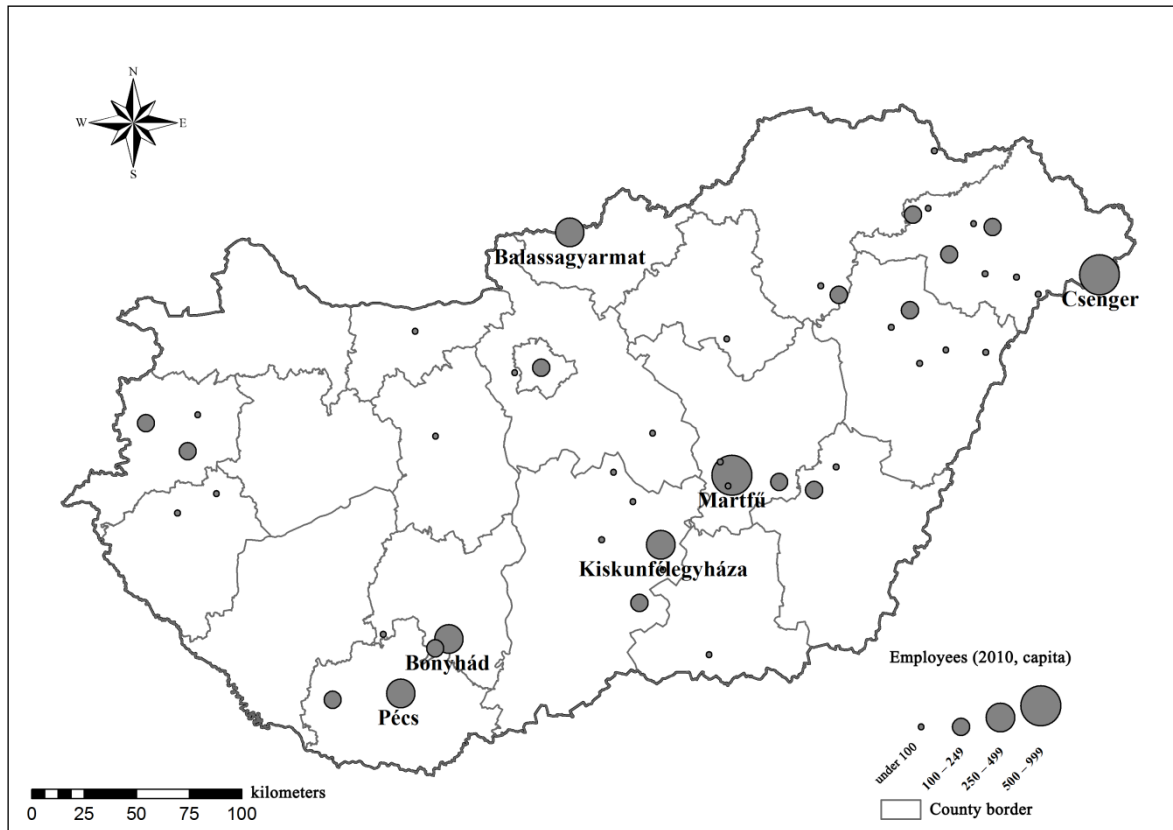 N
W E
S
Balassagyarmat
Csenger
Martfű
Kiskunfélegyháza
Bonyhád
Pécs
Employees (2010, capita)
under 100
100 – 249
250 – 499
500 – 999
County border
kilometers
0 25 50 75 100